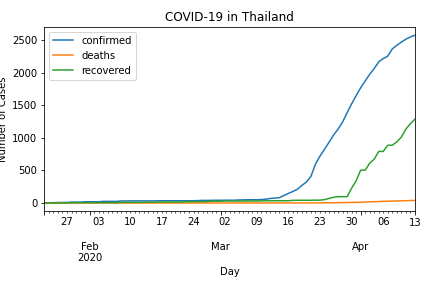 COVID-19 in Thailand
confirmed
deaths
recovered
Number of Cases
2500
2000
1500
1000
500
0
27 03 10 17 24 02 09 16 23 30 06 13
Feb Mar Apr
2020
Day